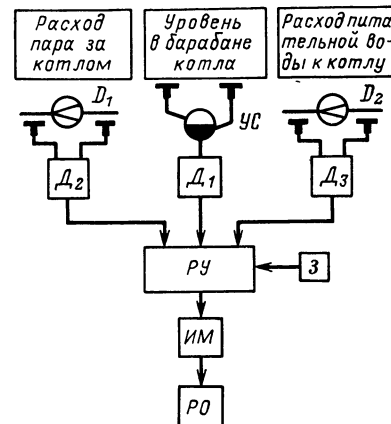 Расход
пара за
котлом
Уровень
в барабане
котла
Расход пита
тельной во-
ды к котлу
D1
УС
D2
Д2
Д1
Д3
РУ
З
ИМ
РО